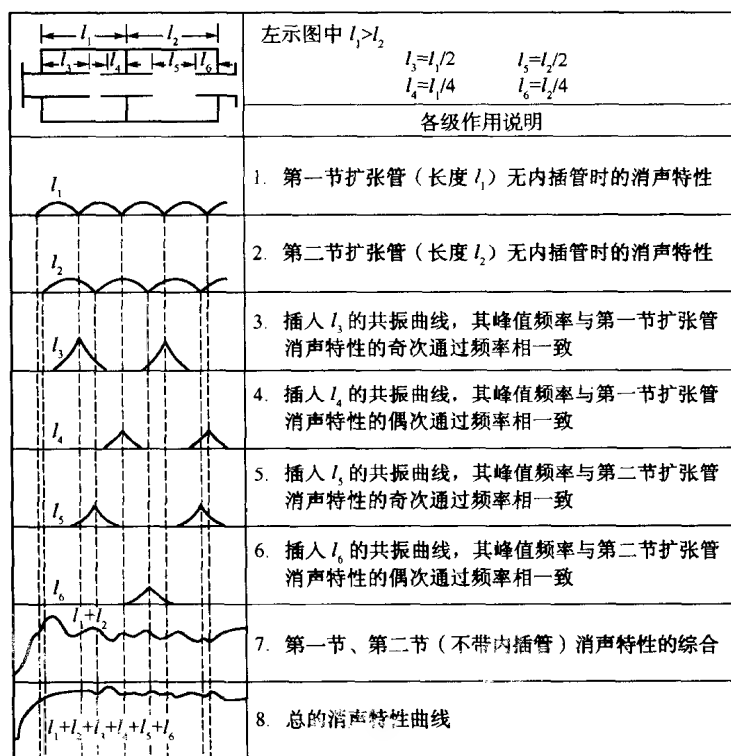 l₁ l₂
l₃ l₄ l₅ l₆
左示图中 l₁>l₂
l₃=l₁/2 l₅=l₂/2
l₄=l₁/4 l₆=l₂/4
各级作用说明
l₁
1. 第一节扩张管（长度 l₁）无内插管时的消声特性
l₂
2. 第二节扩张管（长度 l₂）无内插管时的消声特性
l₃
3. 插入 l₃ 的共振曲线，其峰值频率与第一节扩张管
消声特性的奇次通过频率相一致
l₄
4. 插入 l₄ 的共振曲线，其峰值频率与第一节扩张管
消声特性的偶次通过频率相一致
l₅
5. 插入 l₅ 的共振曲线，其峰值频率与第二节扩张管
消声特性的奇次通过频率相一致
l₆
6. 插入 l₆ 的共振曲线，其峰值频率与第二节扩张管
消声特性的偶次通过频率相一致
l₁+l₂
7. 第一节、第二节（不带内插管）消声特性的综合
l₁+l₂+l₃+l₄+l₅+l₆
8. 总的消声特性曲线